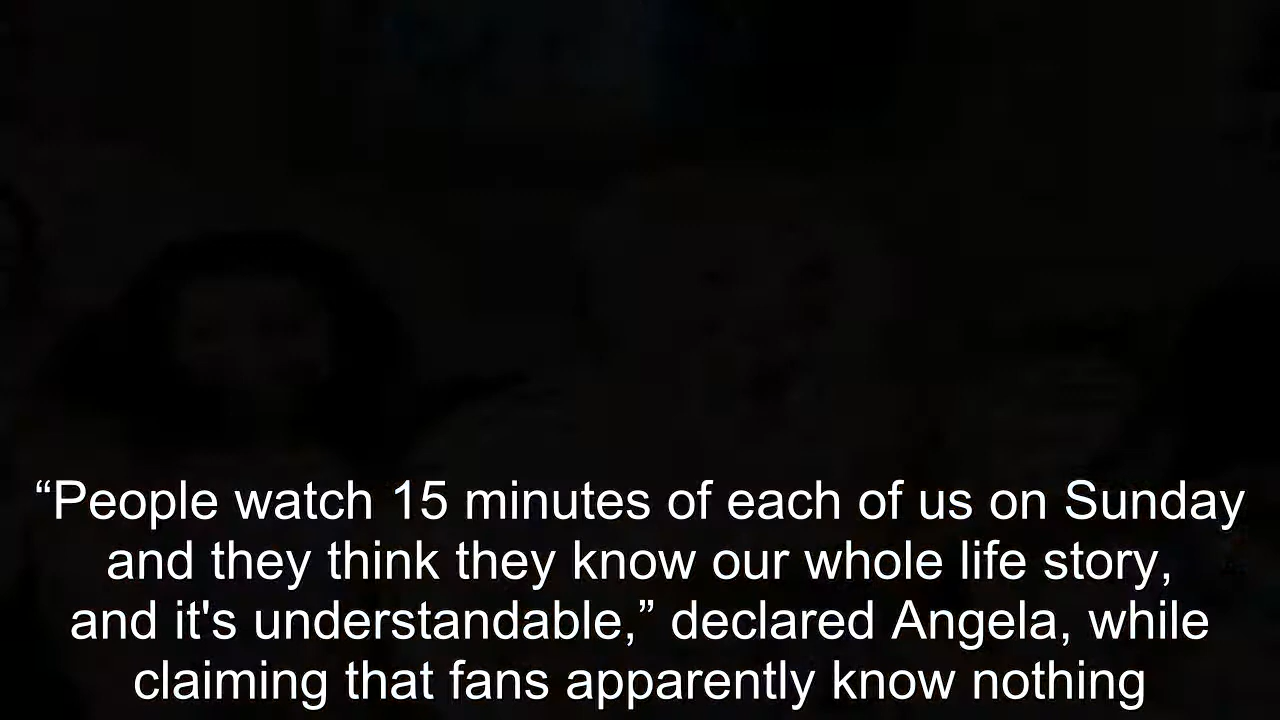 “People watch 15 minutes of each of us on Sunday
and they think they know our whole life story,
and it's understandable,” declared Angela, while
claiming that fans apparently know nothing